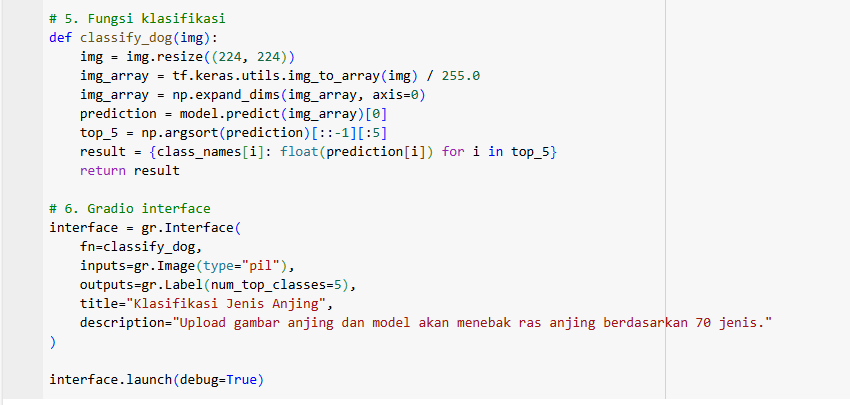 # 5. Fungsi klasifikasi
def classify_dog(img):
    img = img.resize((224, 224))
    img_array = tf.keras.utils.img_to_array(img) / 255.0
    img_array = np.expand_dims(img_array, axis=0)
    prediction = model.predict(img_array)[0]
    top_5 = np.argsort(prediction)[::-1][:5]
    result = {class_names[i]: float(prediction[i]) for i in top_5}
    return result

# 6. Gradio interface
interface = gr.Interface(
    fn=classify_dog,
    inputs=gr.Image(type="pil"),
    outputs=gr.Label(num_top_classes=5),
    title="Klasifikasi Jenis Anjing",
    description="Upload gambar anjing dan model akan menebak ras anjing berdasarkan 70 jenis."
)

interface.launch(debug=True)